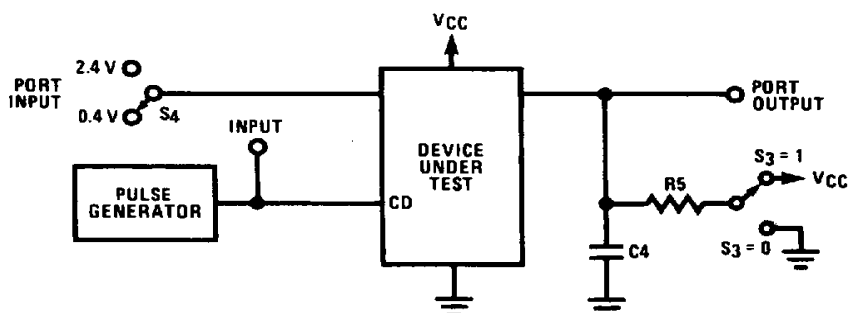 VCC
2.4 V
PORT
INPUT
0.4 V
S4
PORT
OUTPUT
INPUT
DEVICE
UNDER
TEST
S3 = 1
R5
VCC
PULSE
GENERATOR
CD
C4
S3 = 0